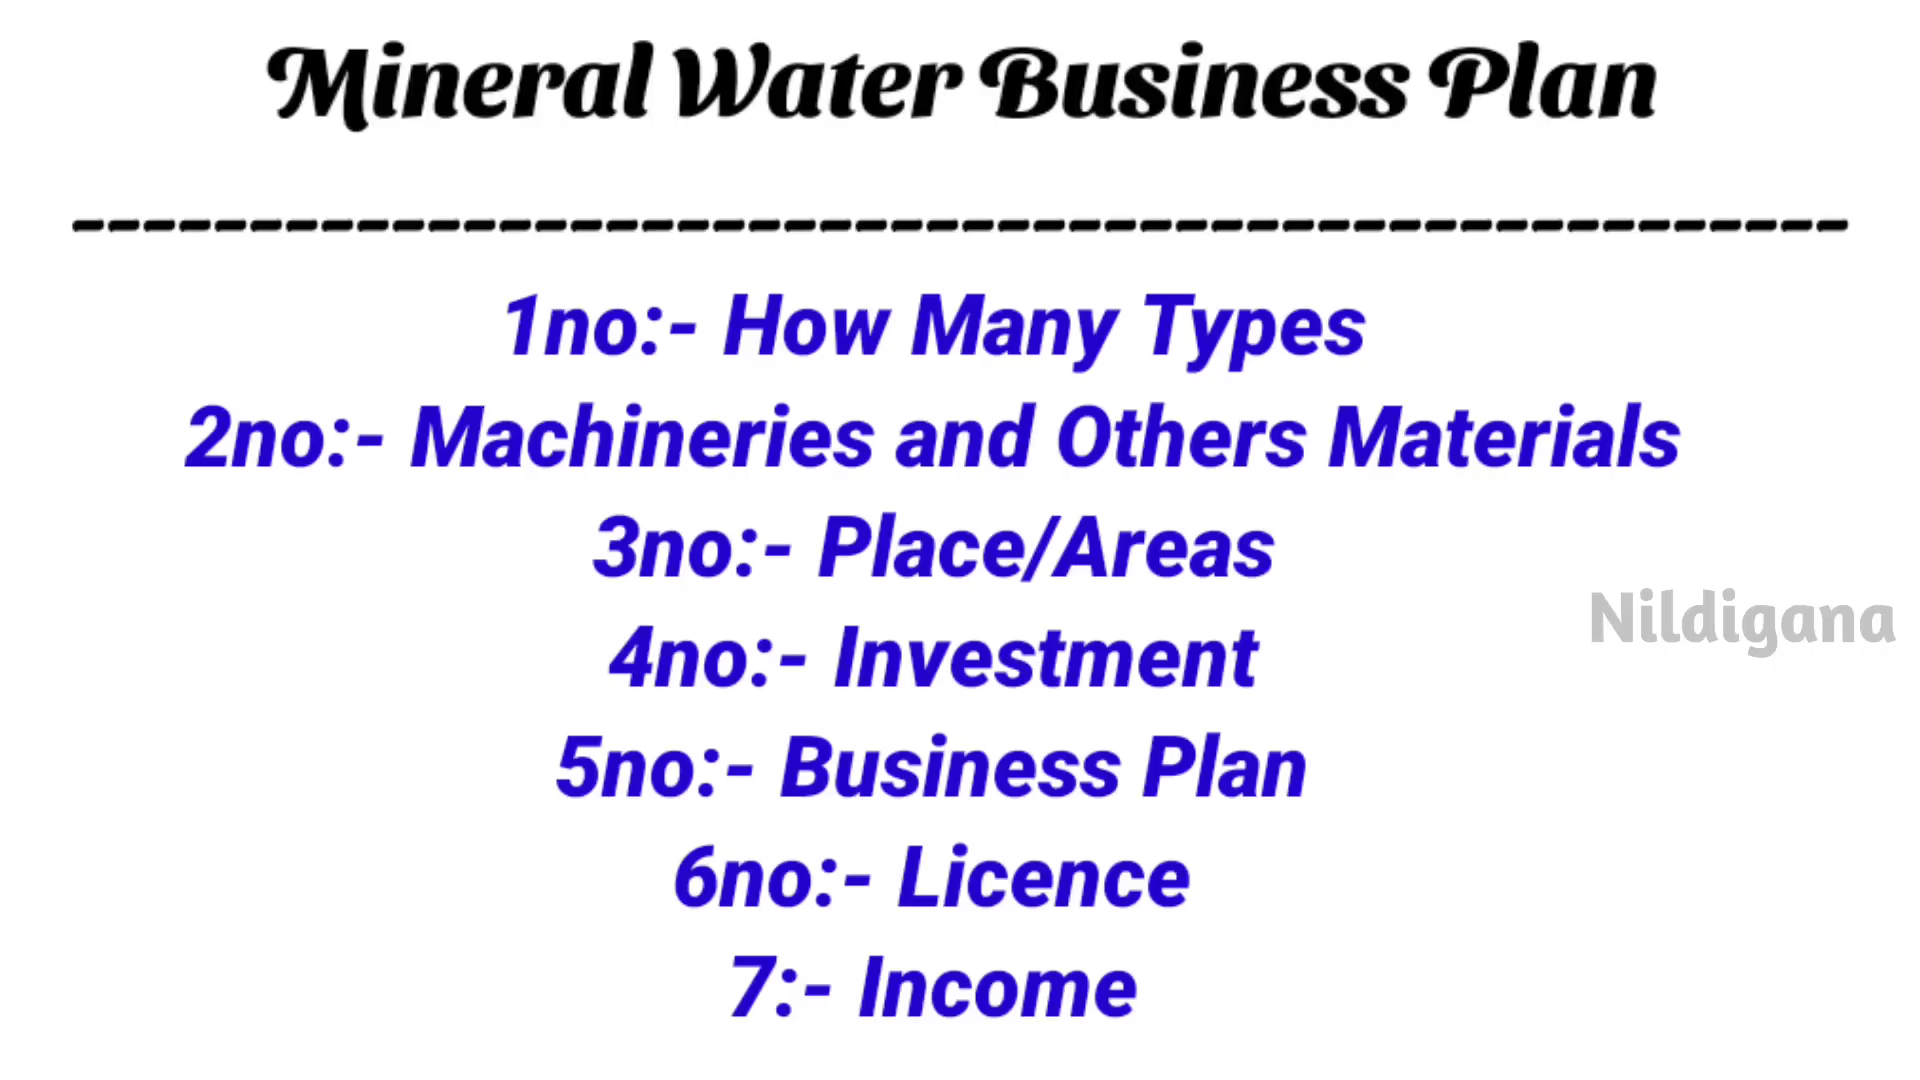 Mineral Water Business Plan
--------------------------------------------------
1no:- How Many Types
2no:- Machineries and Others Materials
3no:- Place/Areas
4no:- Investment
Nildigana
5no:- Business Plan
6no:- Licence
7:- Income